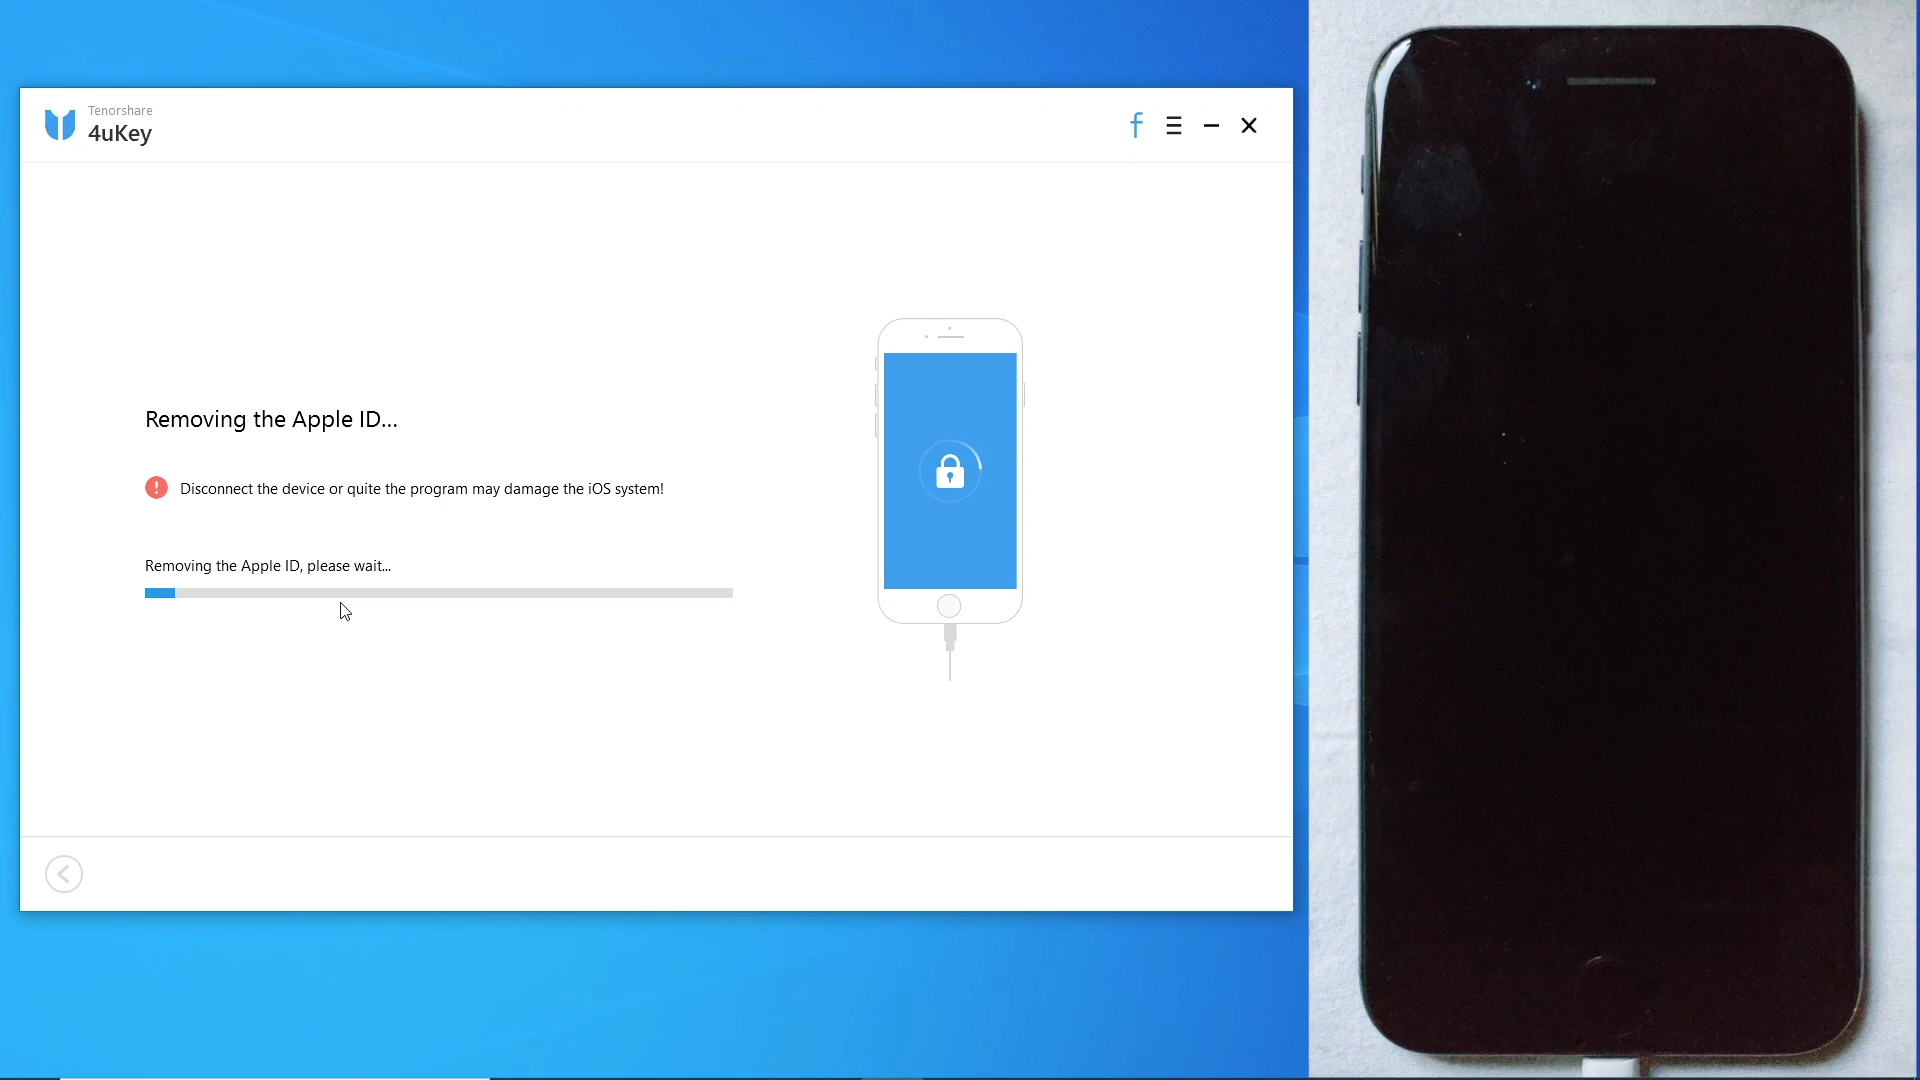 Tenorshare
4uKey
Removing the Apple ID...
Disconnect the device or quite the program may damage the iOS system!
Removing the Apple ID, please wait...